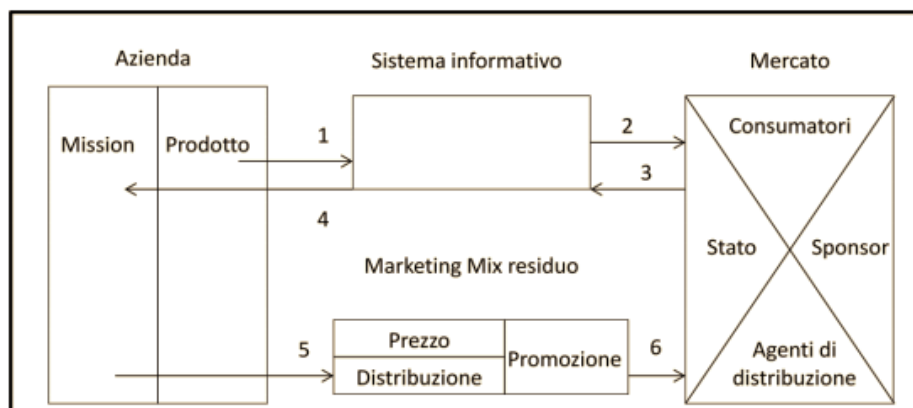 Azienda
Sistema informativo
Mercato
Mission
Prodotto
1
2
Consumatori
3
4
Stato
Sponsor
Marketing Mix residuo
5
Prezzo
Distribuzione
Promozione
6
Agenti di
distribuzione